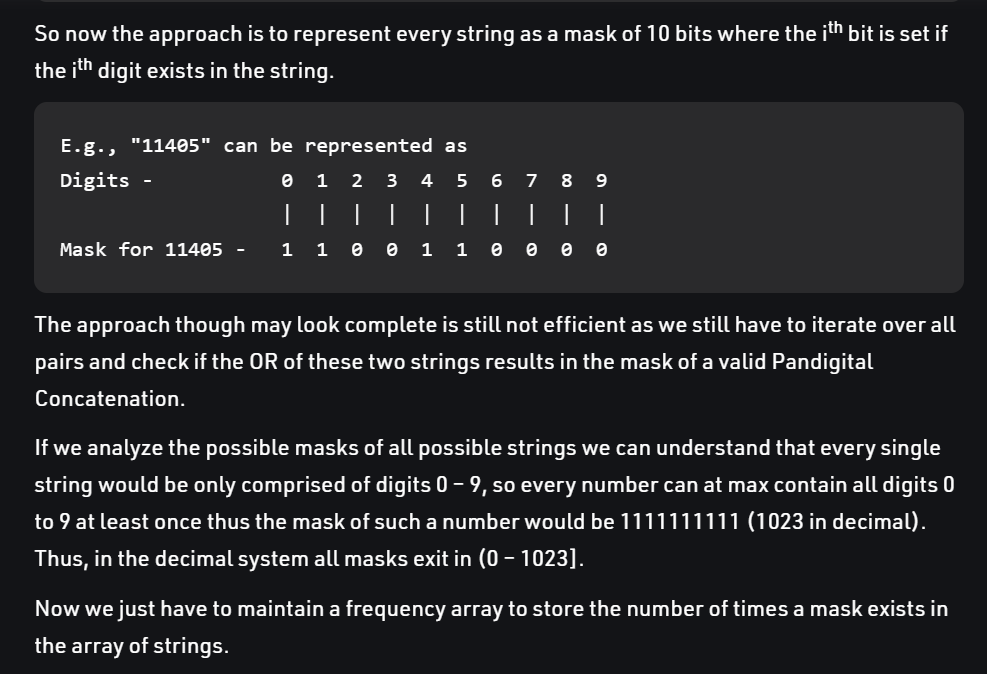 So now the approach is to represent every string as a mask of 10 bits where the iᵗʰ bit is set if
the iᵗʰ digit exists in the string.
E.g., "11405" can be represented as
Digits -            0  1  2  3  4  5  6  7  8  9
                    |  |  |  |  |  |  |  |  |  |
Mask for 11405 -    1  1  0  0  1  1  0  0  0  0
The approach though may look complete is still not efficient as we still have to iterate over all
pairs and check if the OR of these two strings results in the mask of a valid Pandigital
Concatenation.
If we analyze the possible masks of all possible strings we can understand that every single
string would be only comprised of digits 0 – 9, so every number can at max contain all digits 0
to 9 at least once thus the mask of such a number would be 1111111111 (1023 in decimal).
Thus, in the decimal system all masks exit in (0 – 1023].
Now we just have to maintain a frequency array to store the number of times a mask exists in
the array of strings.